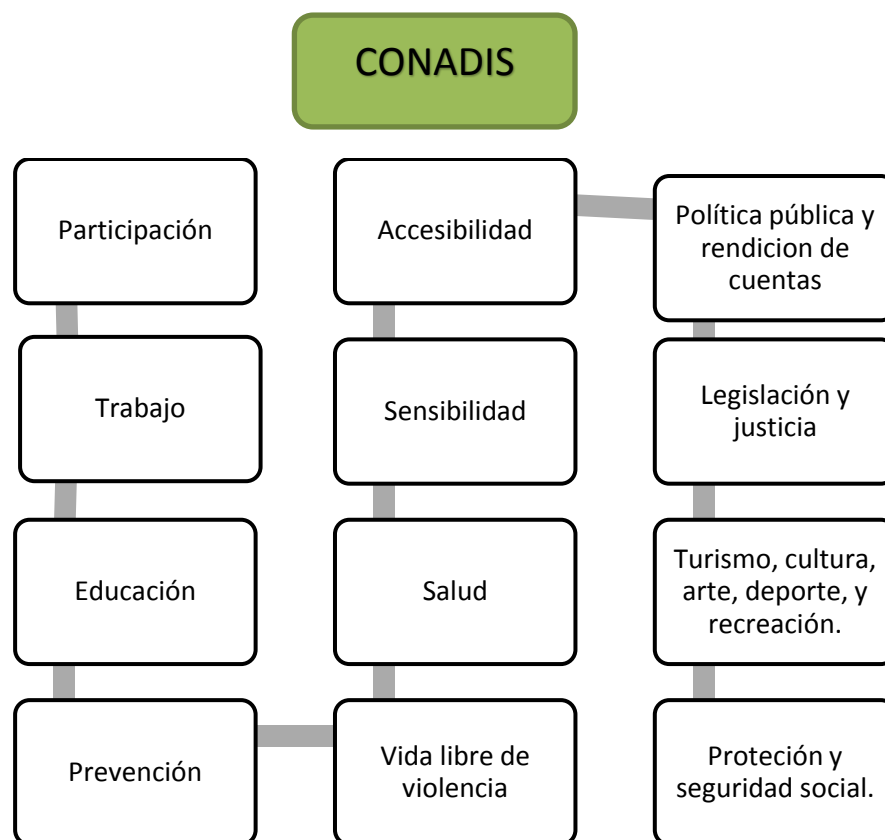 CONADIS
Participación
Trabajo
Educación
Prevención
Vida libre de
violencia
Salud
Sensibilidad
Accesibilidad
Política pública y
rendicion de
cuentas
Legislación y
justicia
Turismo, cultura,
arte, deporte, y
recreación.
Proteción y
seguridad social.